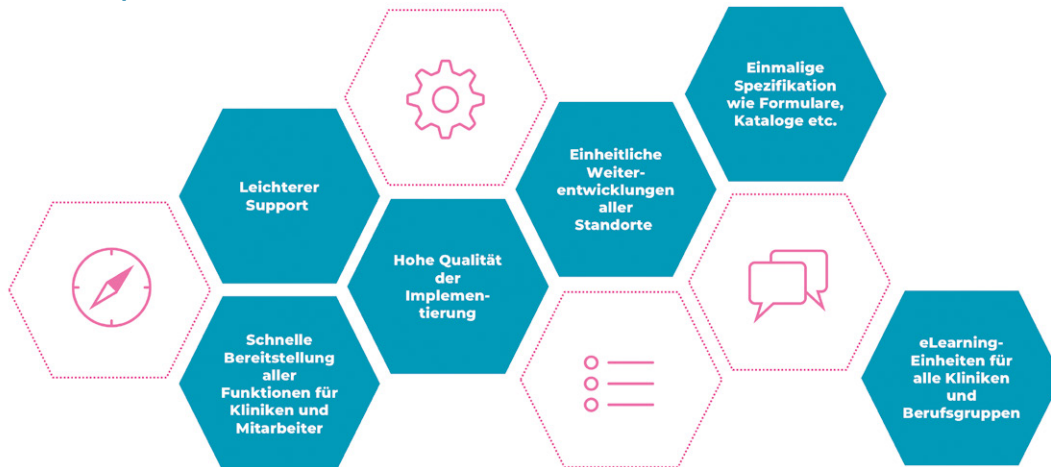 Leichterer
Support
Schnelle
Bereitstellung
aller
Funktionen für
Kliniken und
Mitarbeiter
Hohe Qualität
der
Implemen-
tierung
Einheitliche
Weiter-
entwicklungen
aller
Standorte
Einmalige
Spezifikation
wie Formulare,
Kataloge etc.
eLearning-
Einheiten für
alle Kliniken
und
Berufsgruppen